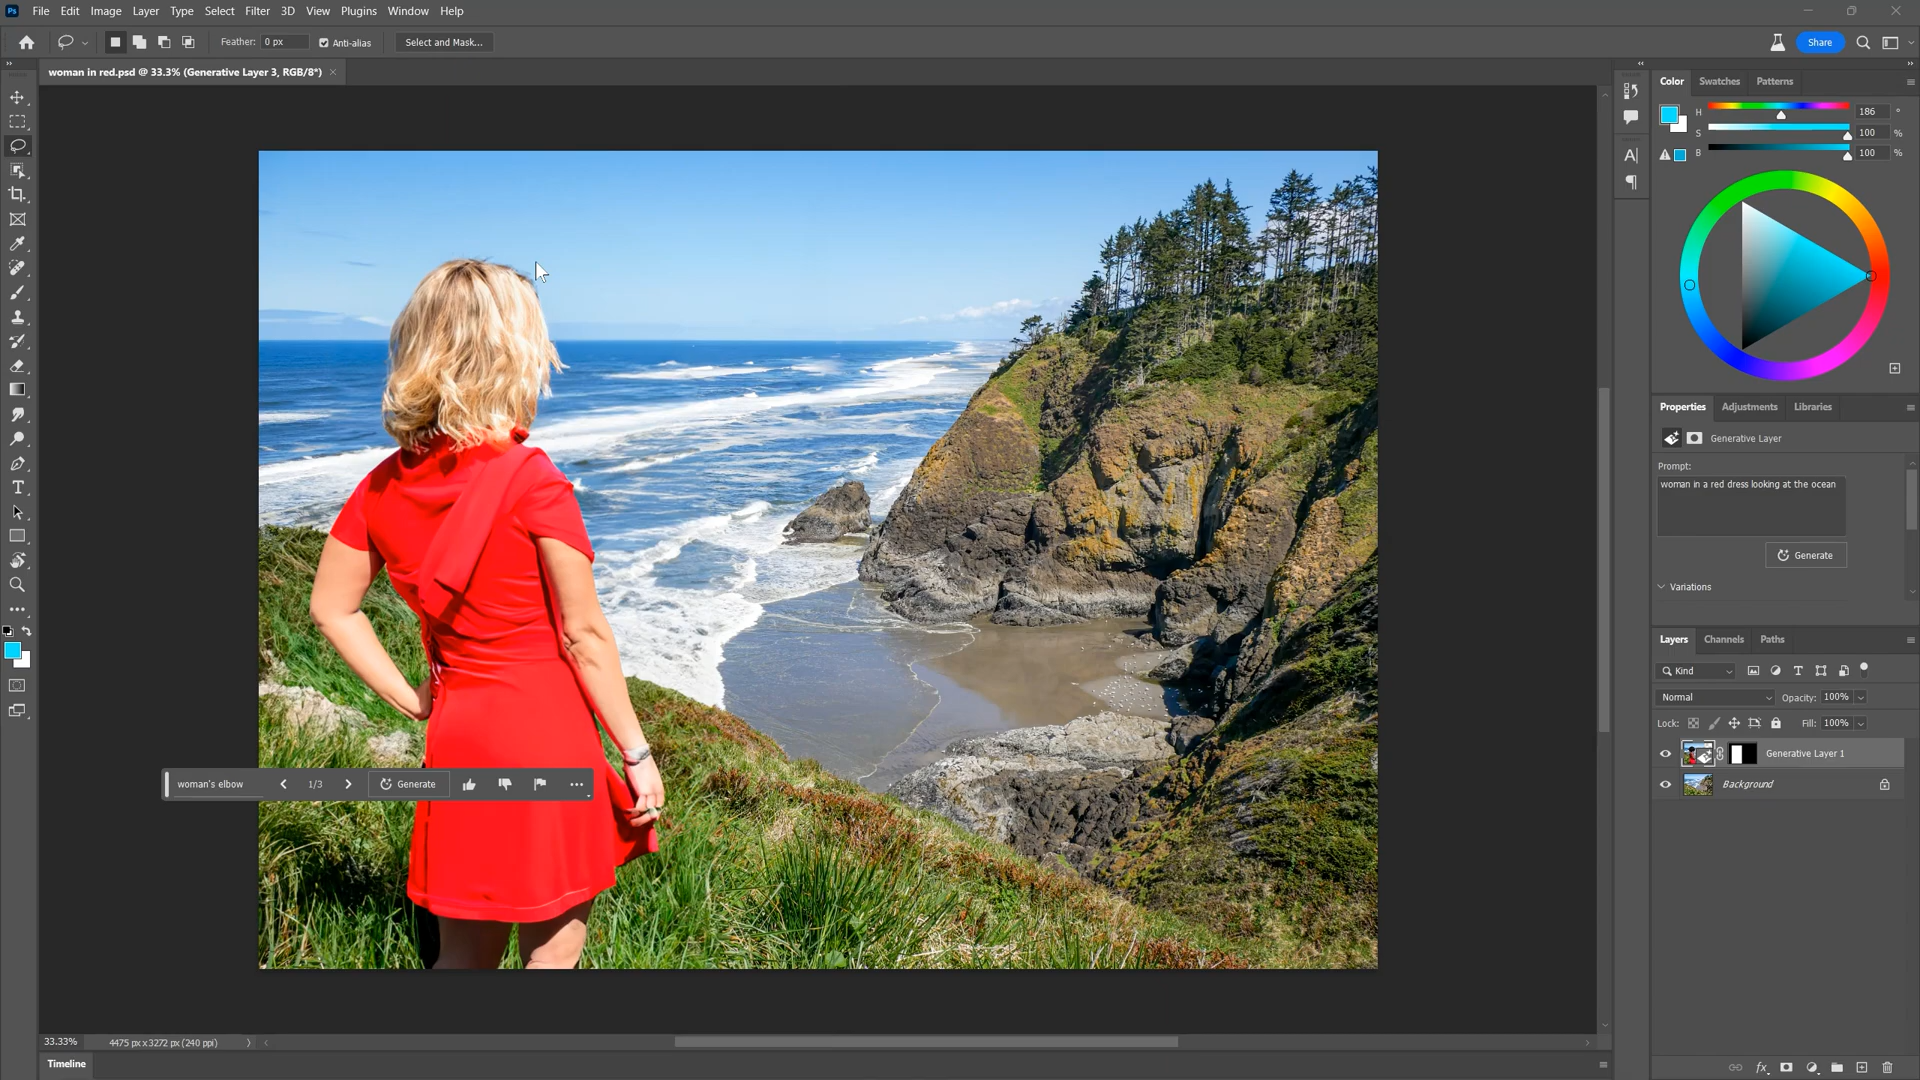 Ps File Edit Image Layer Type Select Filter 3D View Plugins Window Help
Feather: 0 px Anti-alias Select and Mask... Share
woman in red.psd @ 33.3% (Generative Layer 3, RGB/8*) ×
Color Swatches Patterns
H 186 °
S 100 %
B 100 %
Properties Adjustments Libraries
Generative Layer
Prompt:
woman in a red dress looking at the ocean
Generate
Variations
Layers Channels Paths
Kind
Normal Opacity: 100%
Lock: Fill: 100%
Generative Layer 1
Background
woman's elbow 1/3 Generate
33.33% 4475 px x 3272 px (240 ppi)
Timeline
fx